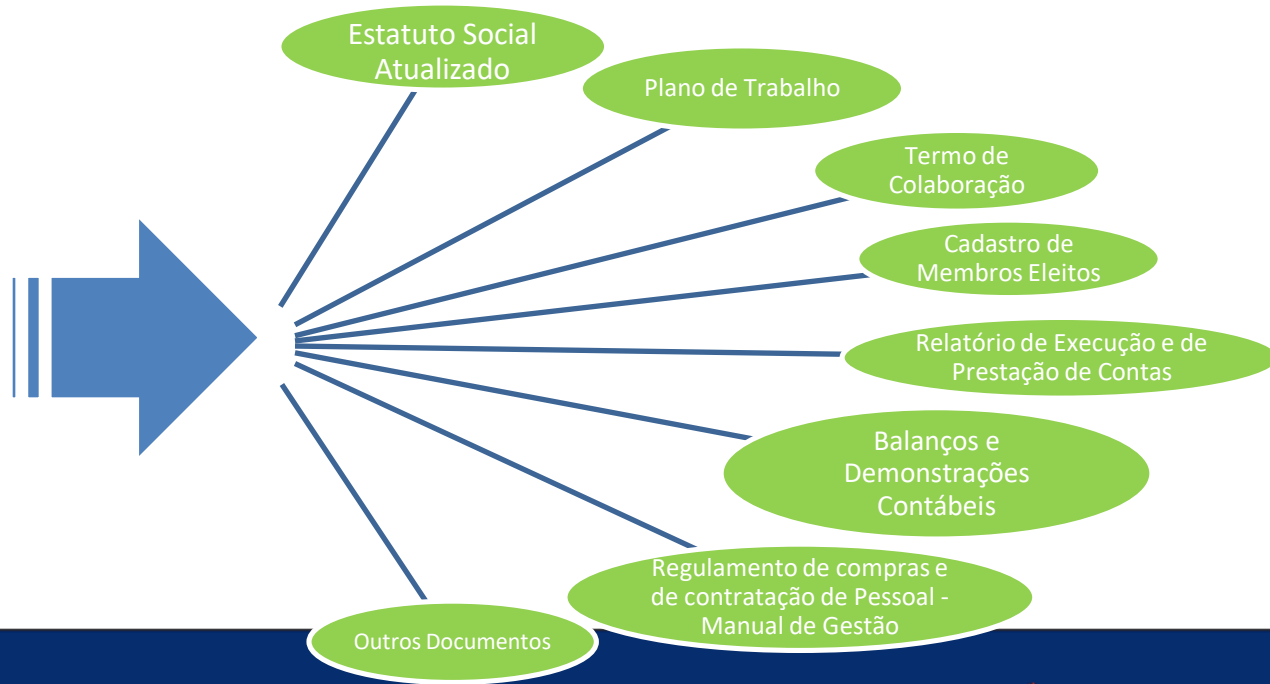 Estatuto Social
Atualizado
Plano de Trabalho
Termo de
Colaboração
Cadastro de
Membros Eleitos
Relatório de Execução e de
Prestação de Contas
Balanços e
Demonstrações
Contábeis
Regulamento de compras e
de contratação de Pessoal -
Manual de Gestão
Outros Documentos